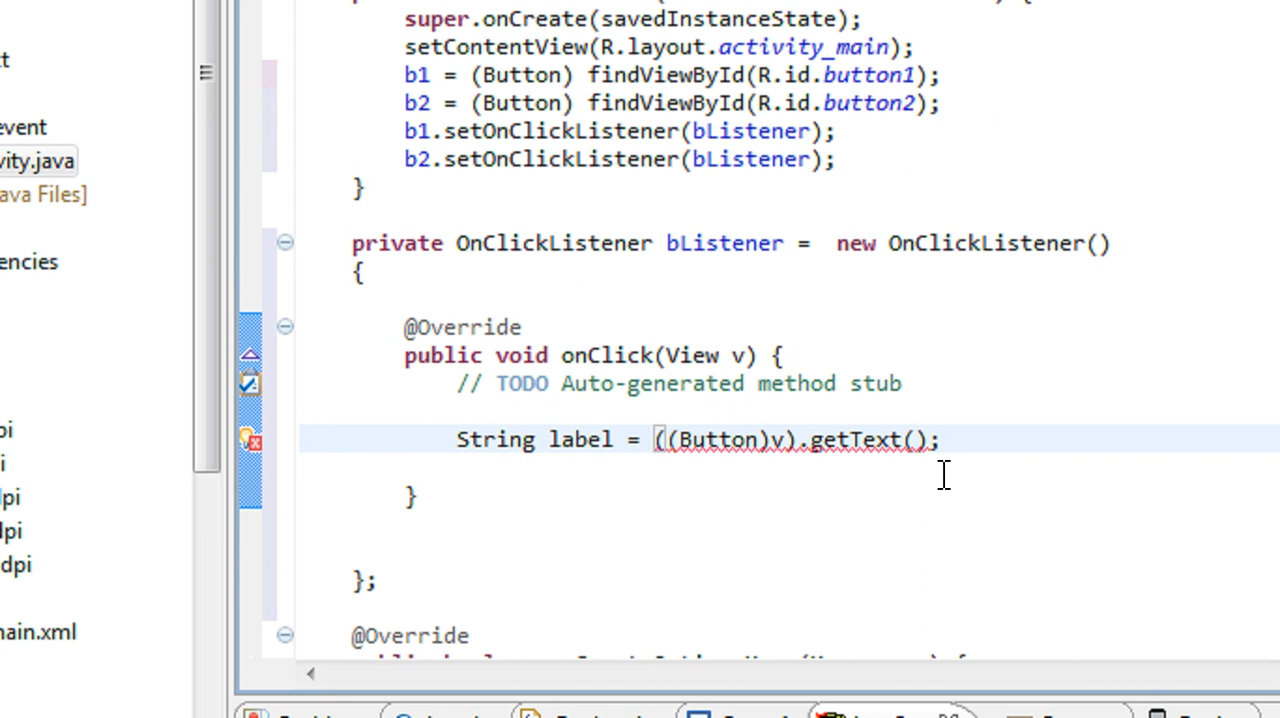 super.onCreate(savedInstanceState);
setContentView(R.layout.activity_main);
b1 = (Button) findViewById(R.id.button1);
b2 = (Button) findViewById(R.id.button2);
b1.setOnClickListener(bListener);
b2.setOnClickListener(bListener);
}
private OnClickListener bListener =  new OnClickListener()
{
@Override
public void onClick(View v) {
// TODO Auto-generated method stub
String label = ((Button)v).getText();
}
};
@Override
event
vity.java
ava Files]
encies
pi
i
dpi
dpi
dpi
nain.xml